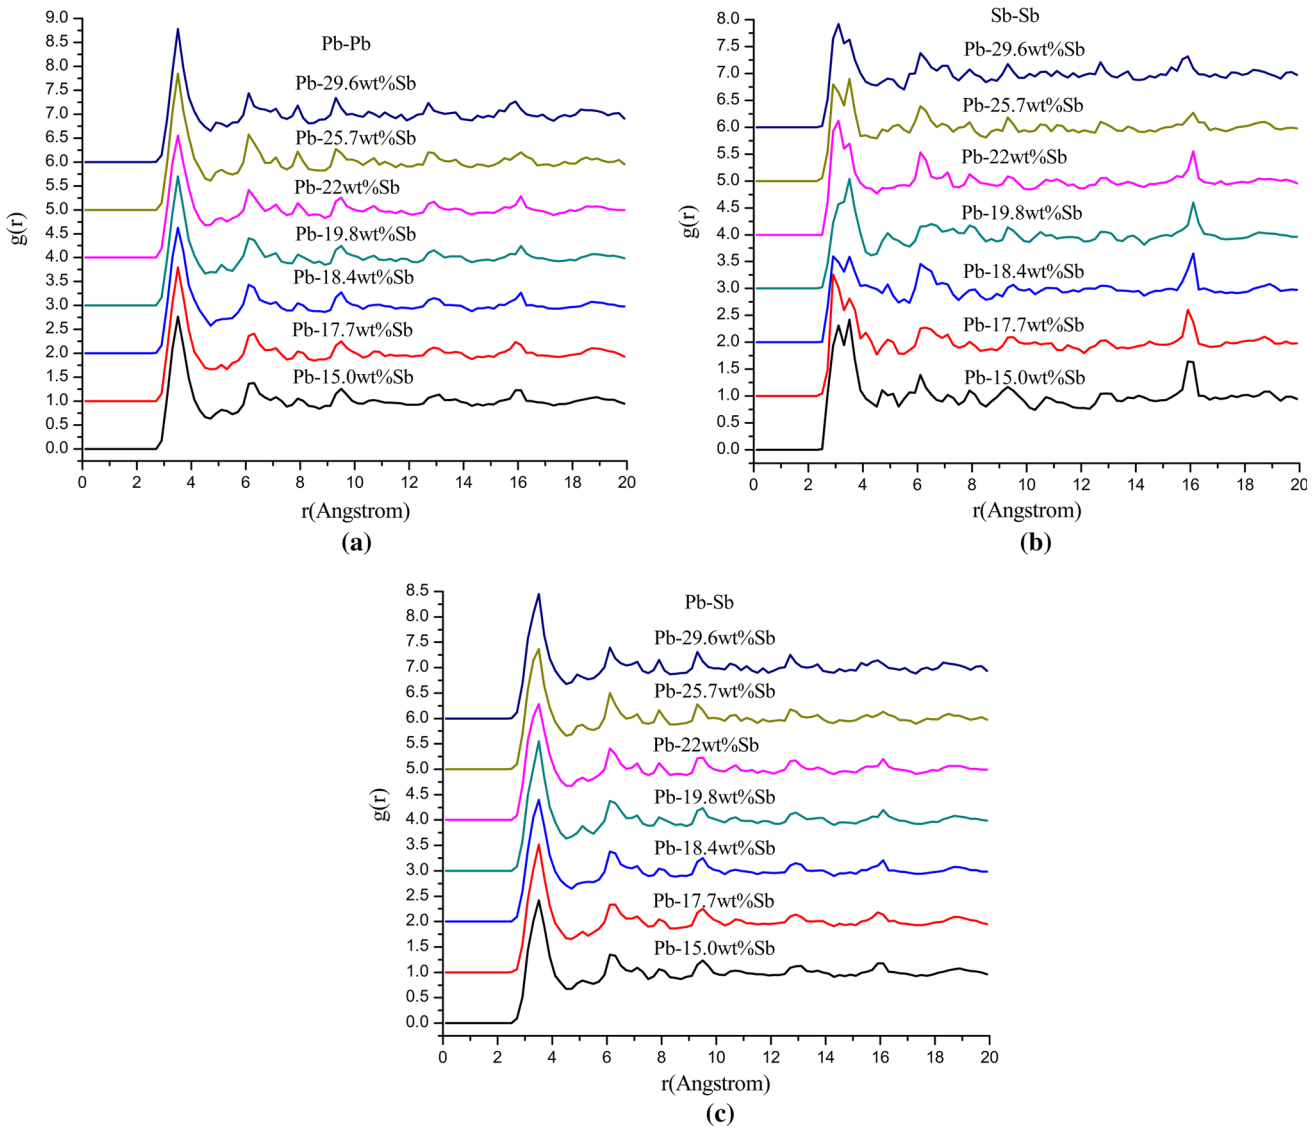 9.0
8.5
8.0
7.5
7.0
6.5
6.0
5.5
5.0
4.5
4.0
3.5
3.0
2.5
2.0
1.5
1.0
0.5
0.0
g(r)
Pb-Pb
Pb-29.6wt%Sb
Pb-25.7wt%Sb
Pb-22wt%Sb
Pb-19.8wt%Sb
Pb-18.4wt%Sb
Pb-17.7wt%Sb
Pb-15.0wt%Sb
0 2 4 6 8 10 12 14 16 18 20
r(Angstrom)
(a)
8.0
7.5
7.0
6.5
6.0
5.5
5.0
4.5
4.0
3.5
3.0
2.5
2.0
1.5
1.0
0.5
0.0
g(r)
Sb-Sb
Pb-29.6wt%Sb
Pb-25.7wt%Sb
Pb-22wt%Sb
Pb-19.8wt%Sb
Pb-18.4wt%Sb
Pb-17.7wt%Sb
Pb-15.0wt%Sb
0 2 4 6 8 10 12 14 16 18 20
r(Angstrom)
(b)
8.5
8.0
7.5
7.0
6.5
6.0
5.5
5.0
4.5
4.0
3.5
3.0
2.5
2.0
1.5
1.0
0.5
0.0
g(r)
Pb-Sb
Pb-29.6wt%Sb
Pb-25.7wt%Sb
Pb-22wt%Sb
Pb-19.8wt%Sb
Pb-18.4wt%Sb
Pb-17.7wt%Sb
Pb-15.0wt%Sb
0 2 4 6 8 10 12 14 16 18 20
r(Angstrom)
(c)